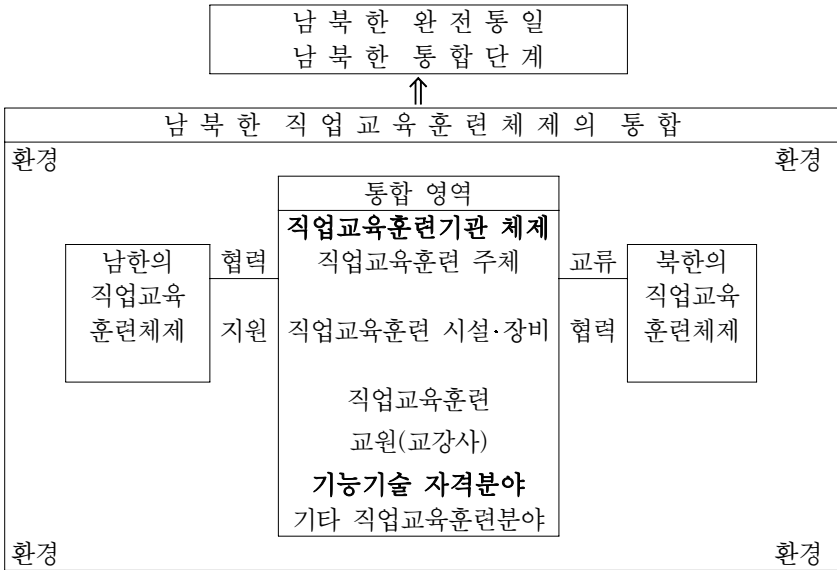 남 북 한 완 전 통 일
남 북 한 통 합 단 계
⇑
남 북 한 직 업 교 육 훈 련 체 제 의 통 합
환경
환경
통합 영역
직업교육훈련기관 체제
남한의
직업교육
훈련체제
협력
지원
직업교육훈련 주체
직업교육훈련 시설·장비
직업교육훈련
교원(교강사)
기능기술 자격분야
기타 직업교육훈련분야
교류
협력
북한의
직업교육
훈련체제
환경
환경